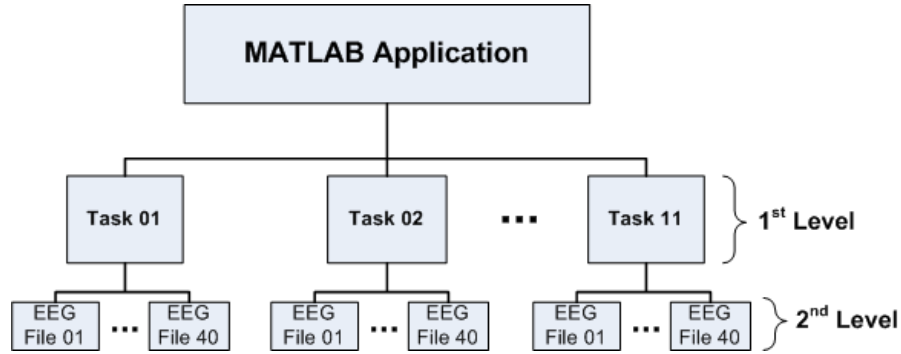 MATLAB Application
Task 01
Task 02
...
Task 11
1st Level
EEG
File 01
...
EEG
File 40
EEG
File 01
...
EEG
File 40
EEG
File 01
...
EEG
File 40
2nd Level